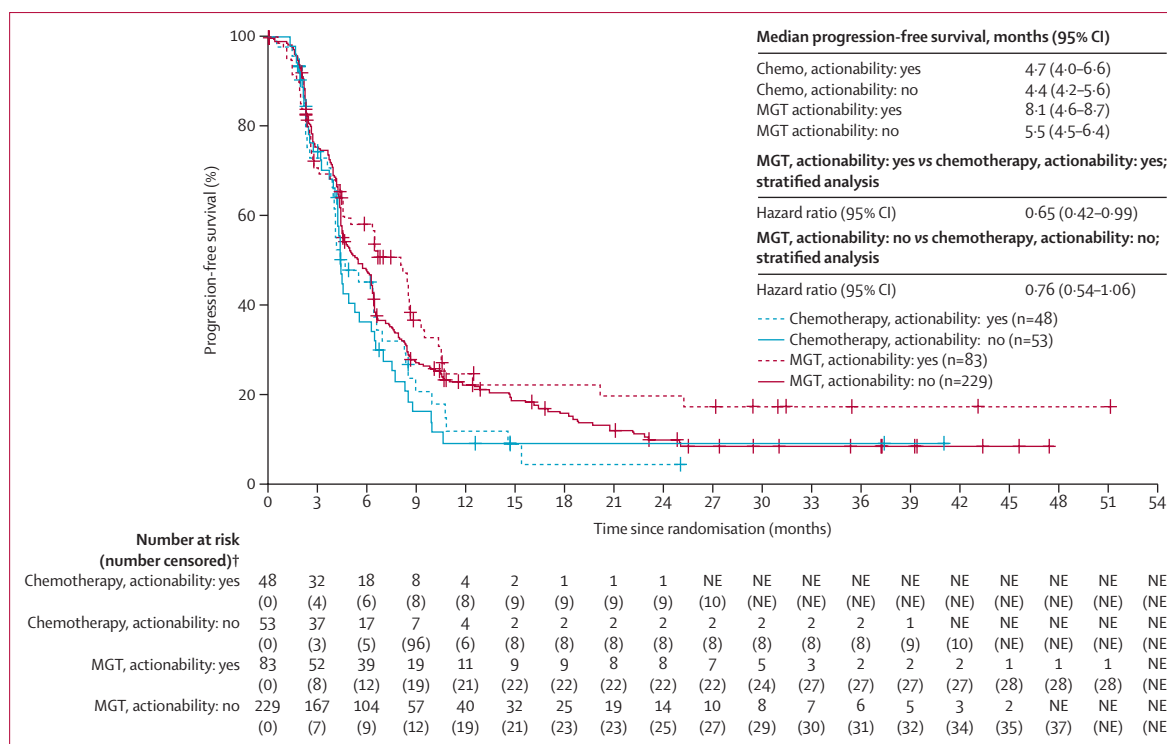 100
80
60
40
20
0
Progression-free survival (%)
Median progression-free survival, months (95% CI)
Chemo, actionability: yes 4·7 (4·0–6·6)
Chemo, actionability: no 4·4 (4·2–5·6)
MGT actionability: yes 8·1 (4·6–8·7)
MGT actionability: no 5·5 (4·5–6·4)
MGT, actionability: yes vs chemotherapy, actionability: yes;
stratified analysis
Hazard ratio (95% CI) 0·65 (0·42–0·99)
MGT, actionability: no vs chemotherapy, actionability: no;
stratified analysis
Hazard ratio (95% CI) 0·76 (0·54–1·06)
Chemotherapy, actionability: yes (n=48)
Chemotherapy, actionability: no (n=53)
MGT, actionability: yes (n=83)
MGT, actionability: no (n=229)
0 3 6 9 12 15 18 21 24 27 30 33 36 39 42 45 48 51 54
Time since randomisation (months)
Number at risk
(number censored)†
Chemotherapy, actionability: yes 48 32 18 8 4 2 1 1 1 NE NE NE NE NE NE NE NE NE NE
(0) (4) (6) (8) (8) (9) (9) (9) (9) (10) (NE) (NE) (NE) (NE) (NE) (NE) (NE) (NE) (NE)
Chemotherapy, actionability: no 53 37 17 7 4 2 2 2 2 2 2 2 2 1 NE NE NE NE NE
(0) (3) (5) (96) (6) (8) (8) (8) (8) (8) (8) (8) (8) (9) (10) (NE) (NE) (NE) (NE)
MGT, actionability: yes 83 52 39 19 11 9 9 8 8 7 5 3 2 2 2 1 1 1 NE
(0) (8) (12) (19) (21) (22) (22) (22) (22) (22) (24) (27) (27) (27) (27) (28) (28) (28) (NE)
MGT, actionability: no 229 167 104 57 40 32 25 19 14 10 8 7 6 5 3 2 NE NE NE
(0) (7) (9) (12) (19) (21) (23) (23) (25) (27) (29) (30) (31) (32) (34) (35) (37) (NE) (NE)